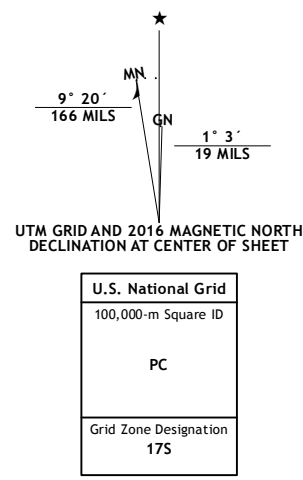 ★
MN
9° 20´
166 MILS
GN
1° 3´
19 MILS
UTM GRID AND 2016 MAGNETIC NORTH
DECLINATION AT CENTER OF SHEET
U.S. National Grid
100,000-m Square ID
PC
Grid Zone Designation
17S